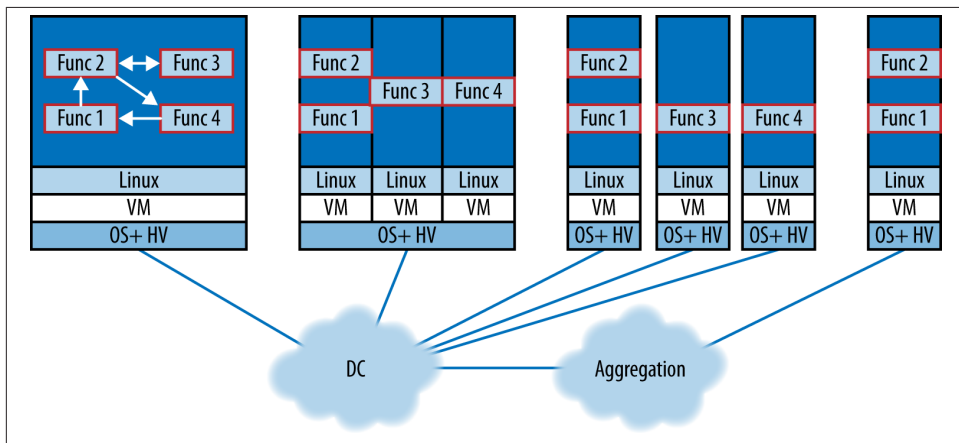 Func 2 Func 3
Func 1 Func 4
Linux
VM
OS+ HV
Func 2
Func 3 Func 4
Func 1
Linux Linux Linux
VM VM VM
OS+ HV
Func 2
Func 1
Linux
VM
OS+ HV
Func 3
Linux
VM
OS+ HV
Func 4
Linux
VM
OS+ HV
Func 2
Func 1
Linux
VM
OS+ HV
DC
Aggregation